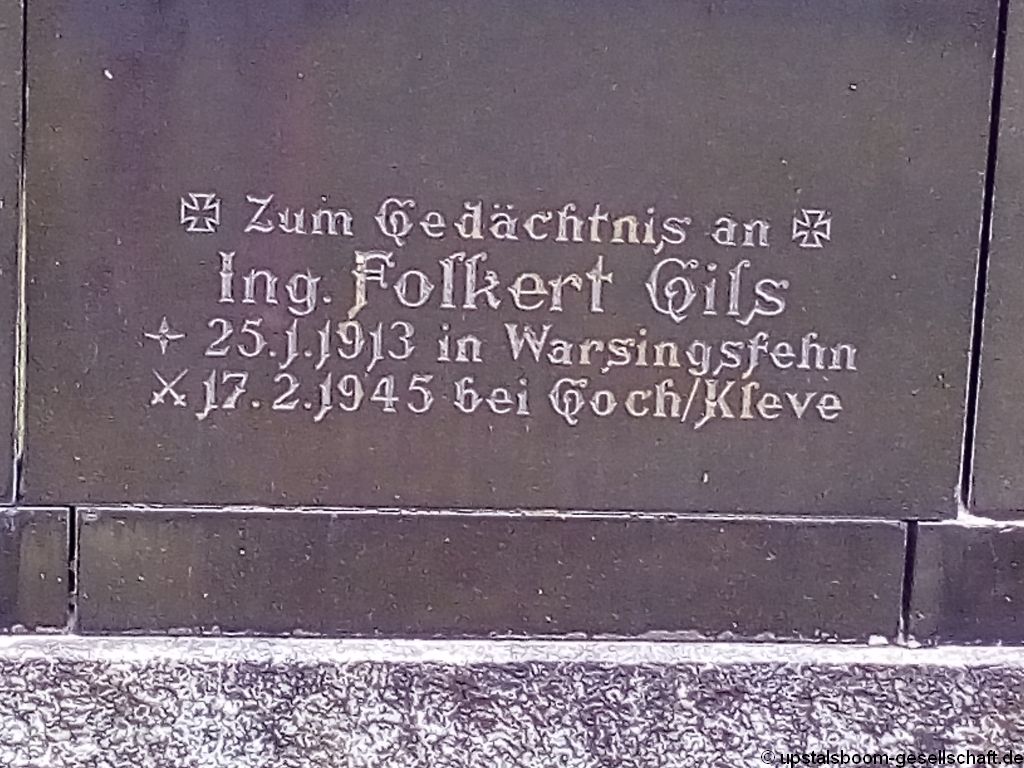 ✠ Zum Gedächtnis an ✠
Ing. Folkert Gils
✦ 25.1.1913 in Warsingsfehn
⚔ 17.2.1945 bei Goch/Kleve
© upstalsboom-gesellschaft.de